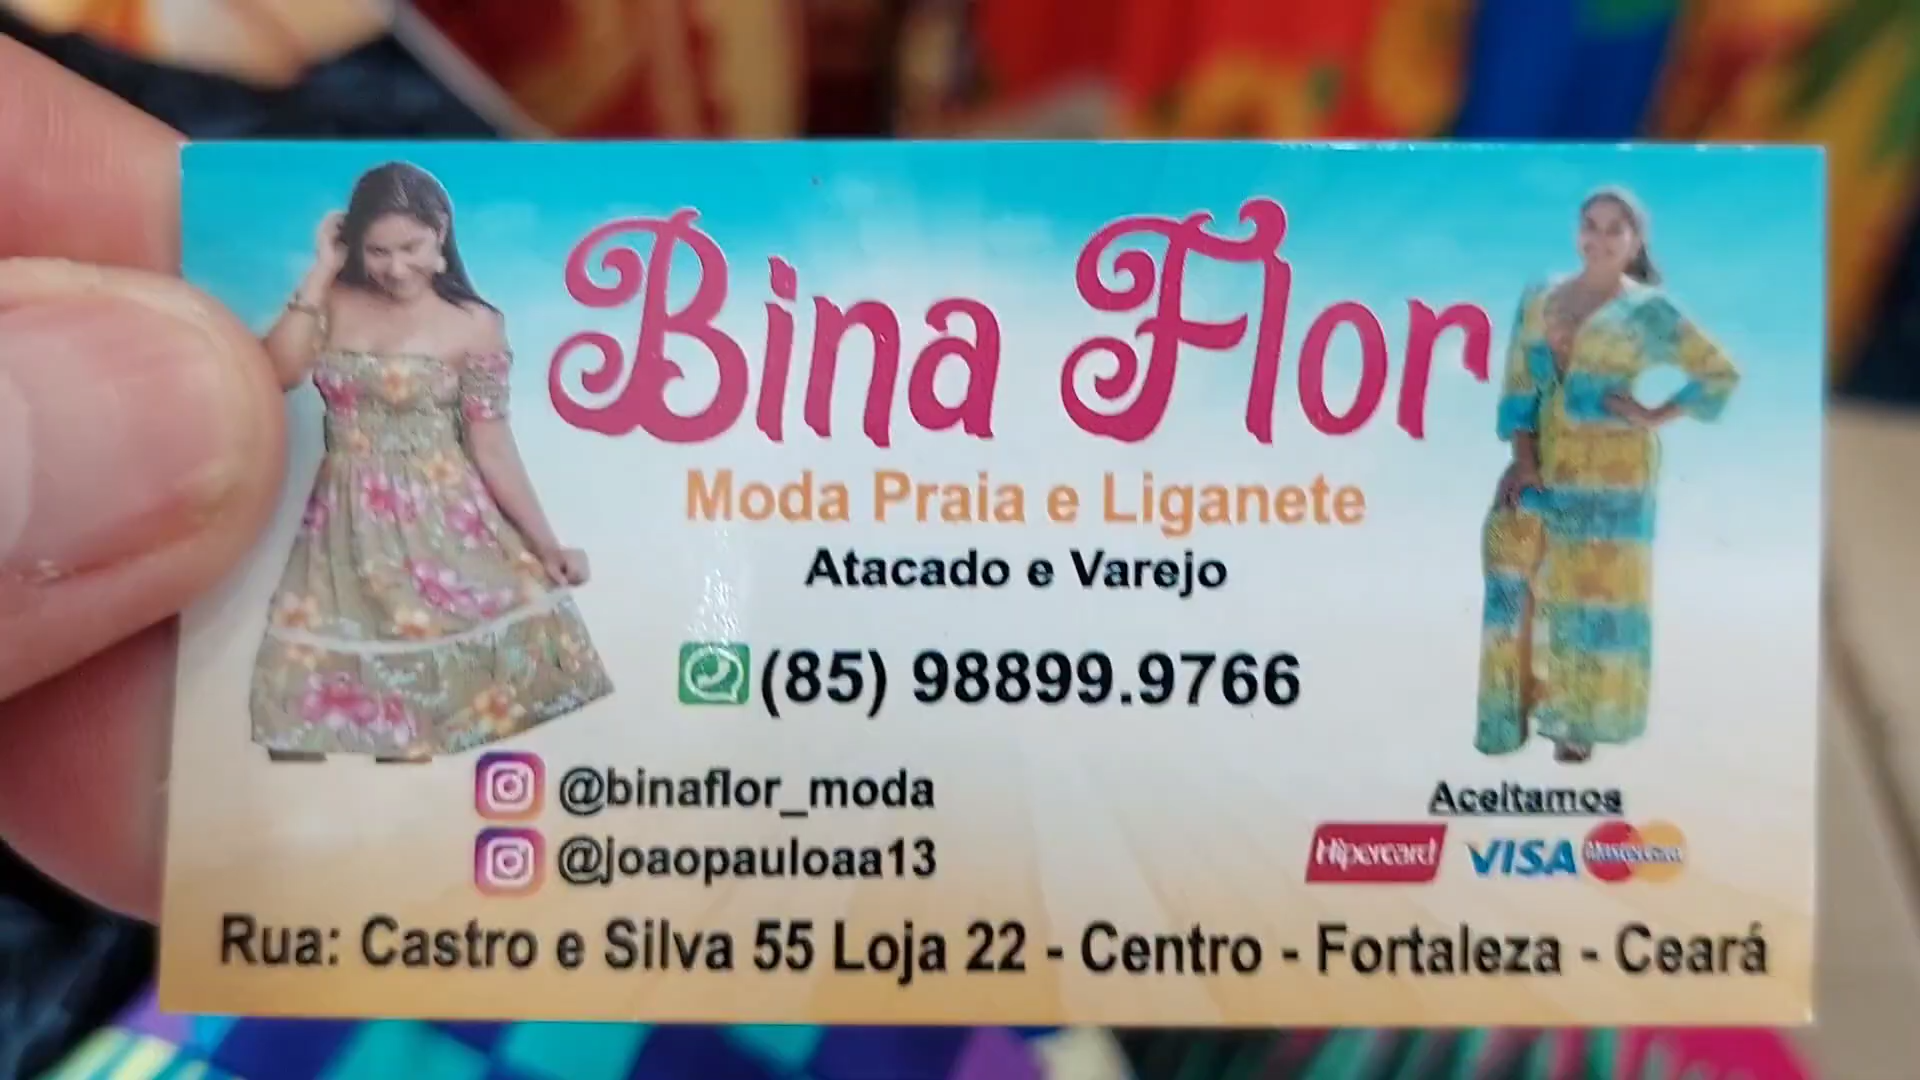 Bina Flor
Moda Praia e Liganete
Atacado e Varejo
(85) 98899.9766
@binaflor_moda
@joaopauloaa13
Aceitamos
Hipercard VISA MasterCard
Rua: Castro e Silva 55 Loja 22 - Centro - Fortaleza - Ceará